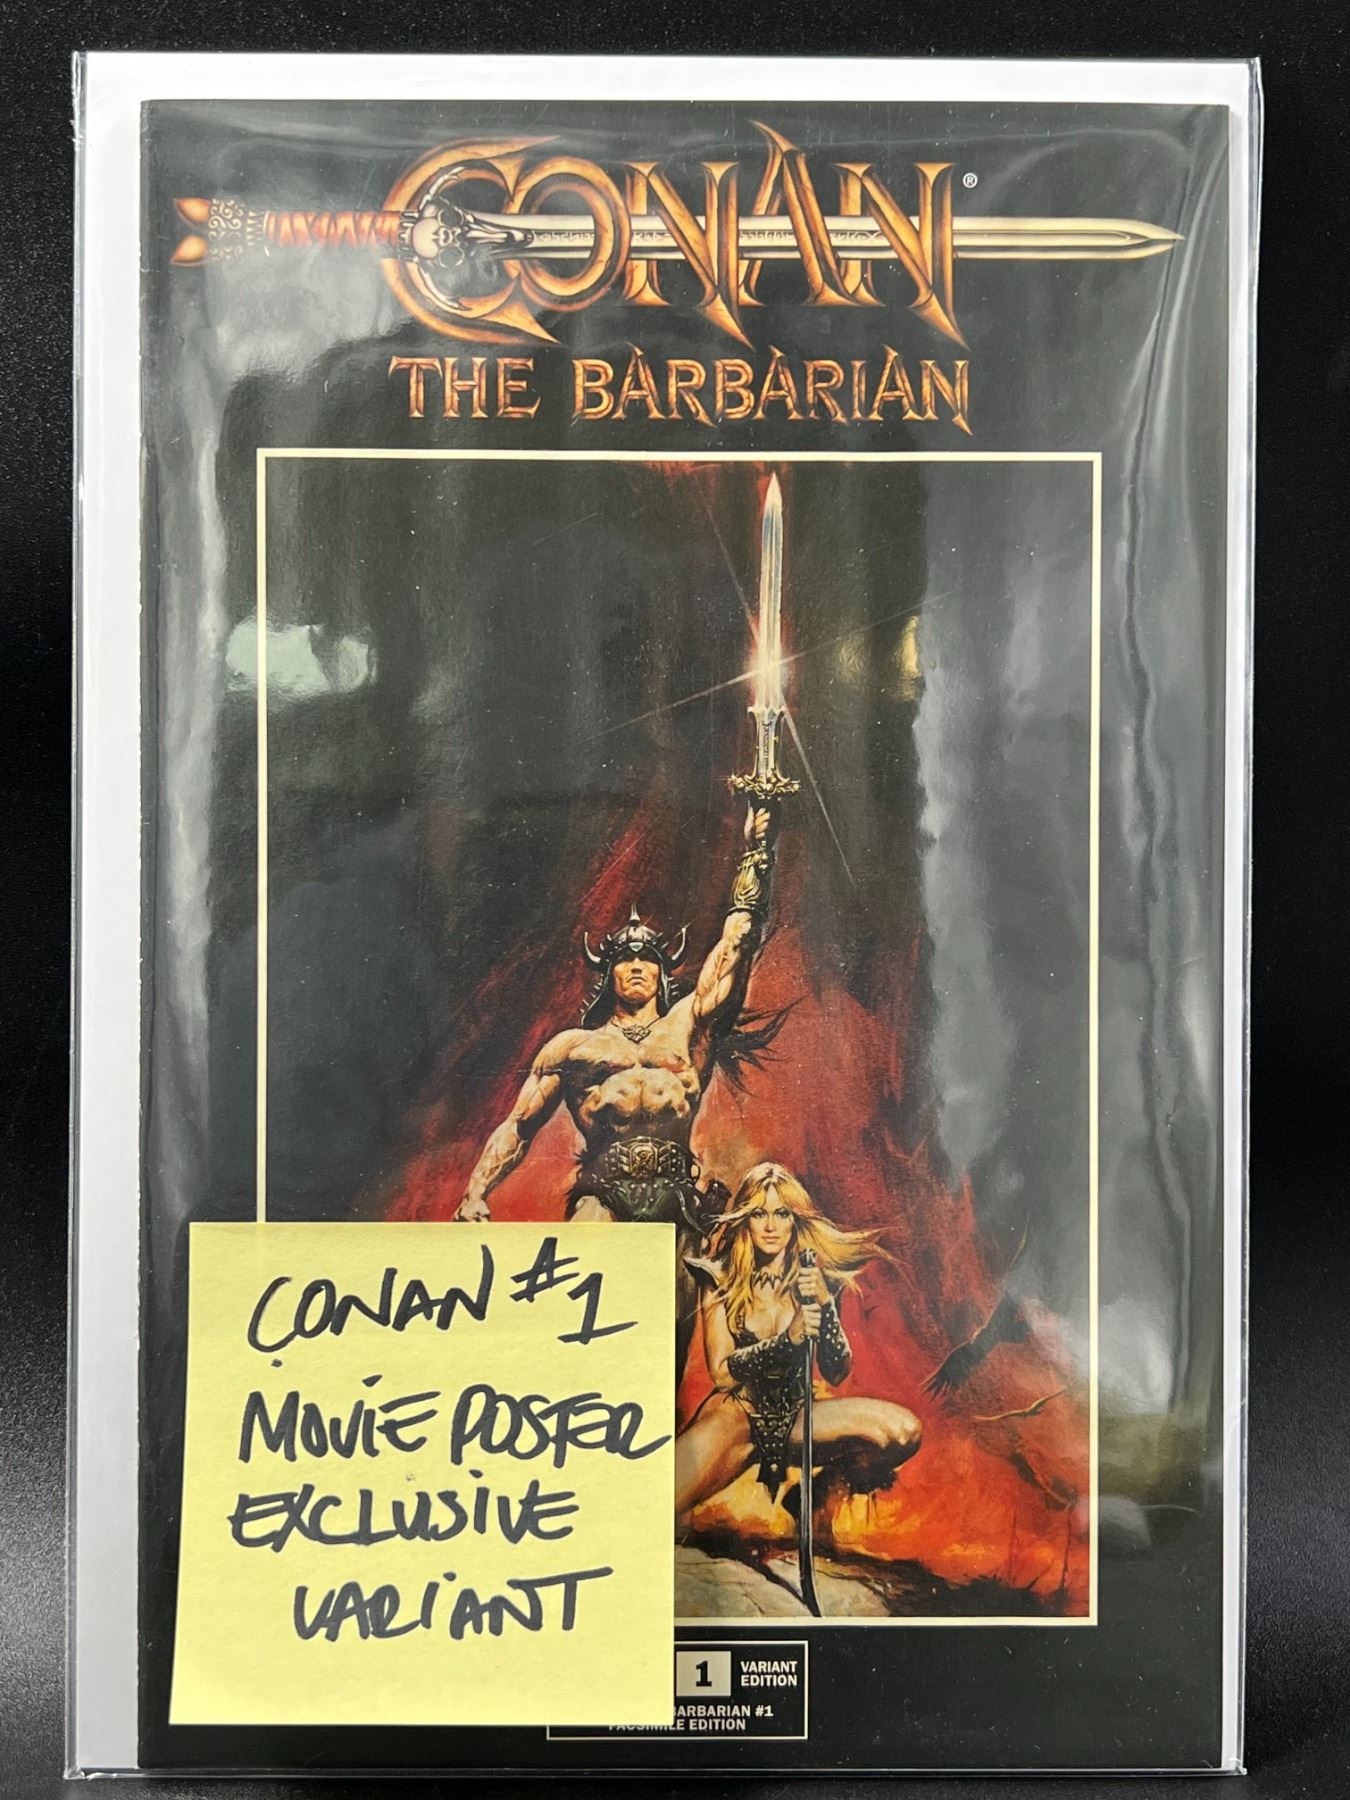 CONAN ®
THE BARBARIAN
CONAN #1
MOVIE POSTER
EXCLUSIVE
VARIANT
1 VARIANT
EDITION
BARBARIAN #1
FACSIMILE EDITION